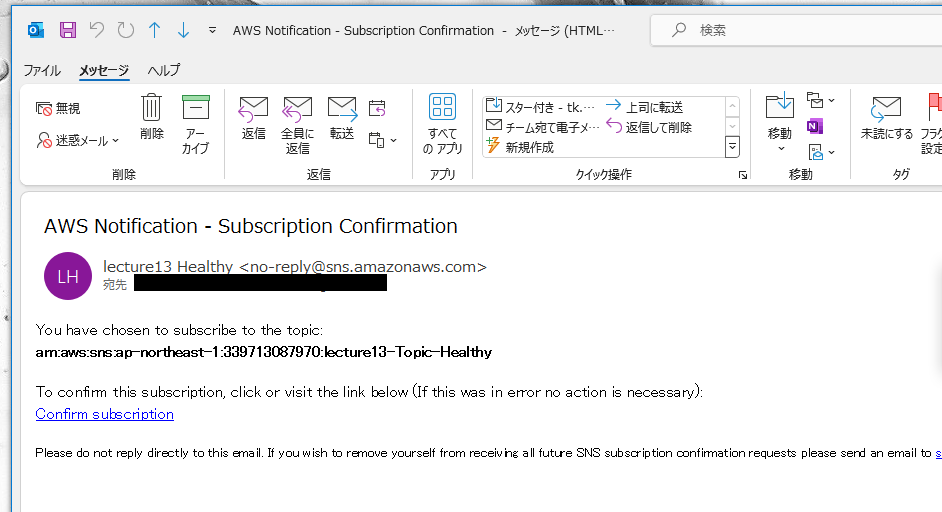 AWS Notification - Subscription Confirmation - メッセージ (HTML…
検索
ファイル メッセージ ヘルプ
無視
迷惑メール
削除
アーカイブ
削除
返信
全員に返信
転送
返信
すべてのアプリ
アプリ
スター付き - tk.…
チーム宛て電子メ…
新規作成
上司に転送
返信して削除
クイック操作
移動
移動
未読にする
フラグ
設定
タグ
AWS Notification - Subscription Confirmation
LH
lecture13 Healthy <no-reply@sns.amazonaws.com>
宛先
You have chosen to subscribe to the topic:
arn:aws:sns:ap-northeast-1:339713087970:lecture13-Topic-Healthy
To confirm this subscription, click or visit the link below (If this was in error no action is necessary):
Confirm subscription
Please do not reply directly to this email. If you wish to remove yourself from receiving all future SNS subscription confirmation requests please send an email to s